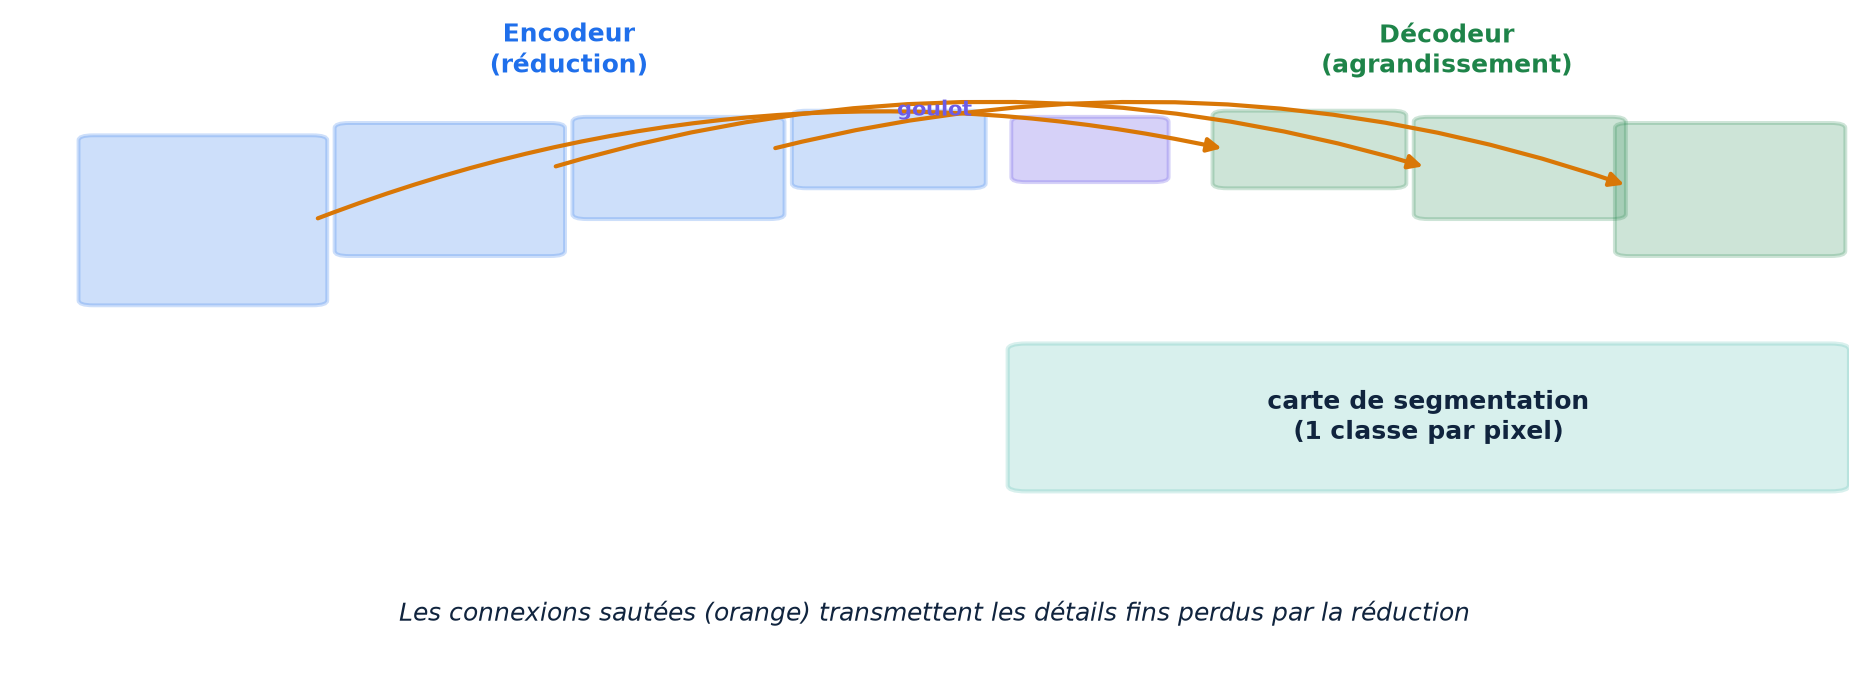 Encodeur
(réduction)
Décodeur
(agrandissement)
goulot
carte de segmentation
(1 classe par pixel)
Les connexions sautées (orange) transmettent les détails fins perdus par la réduction